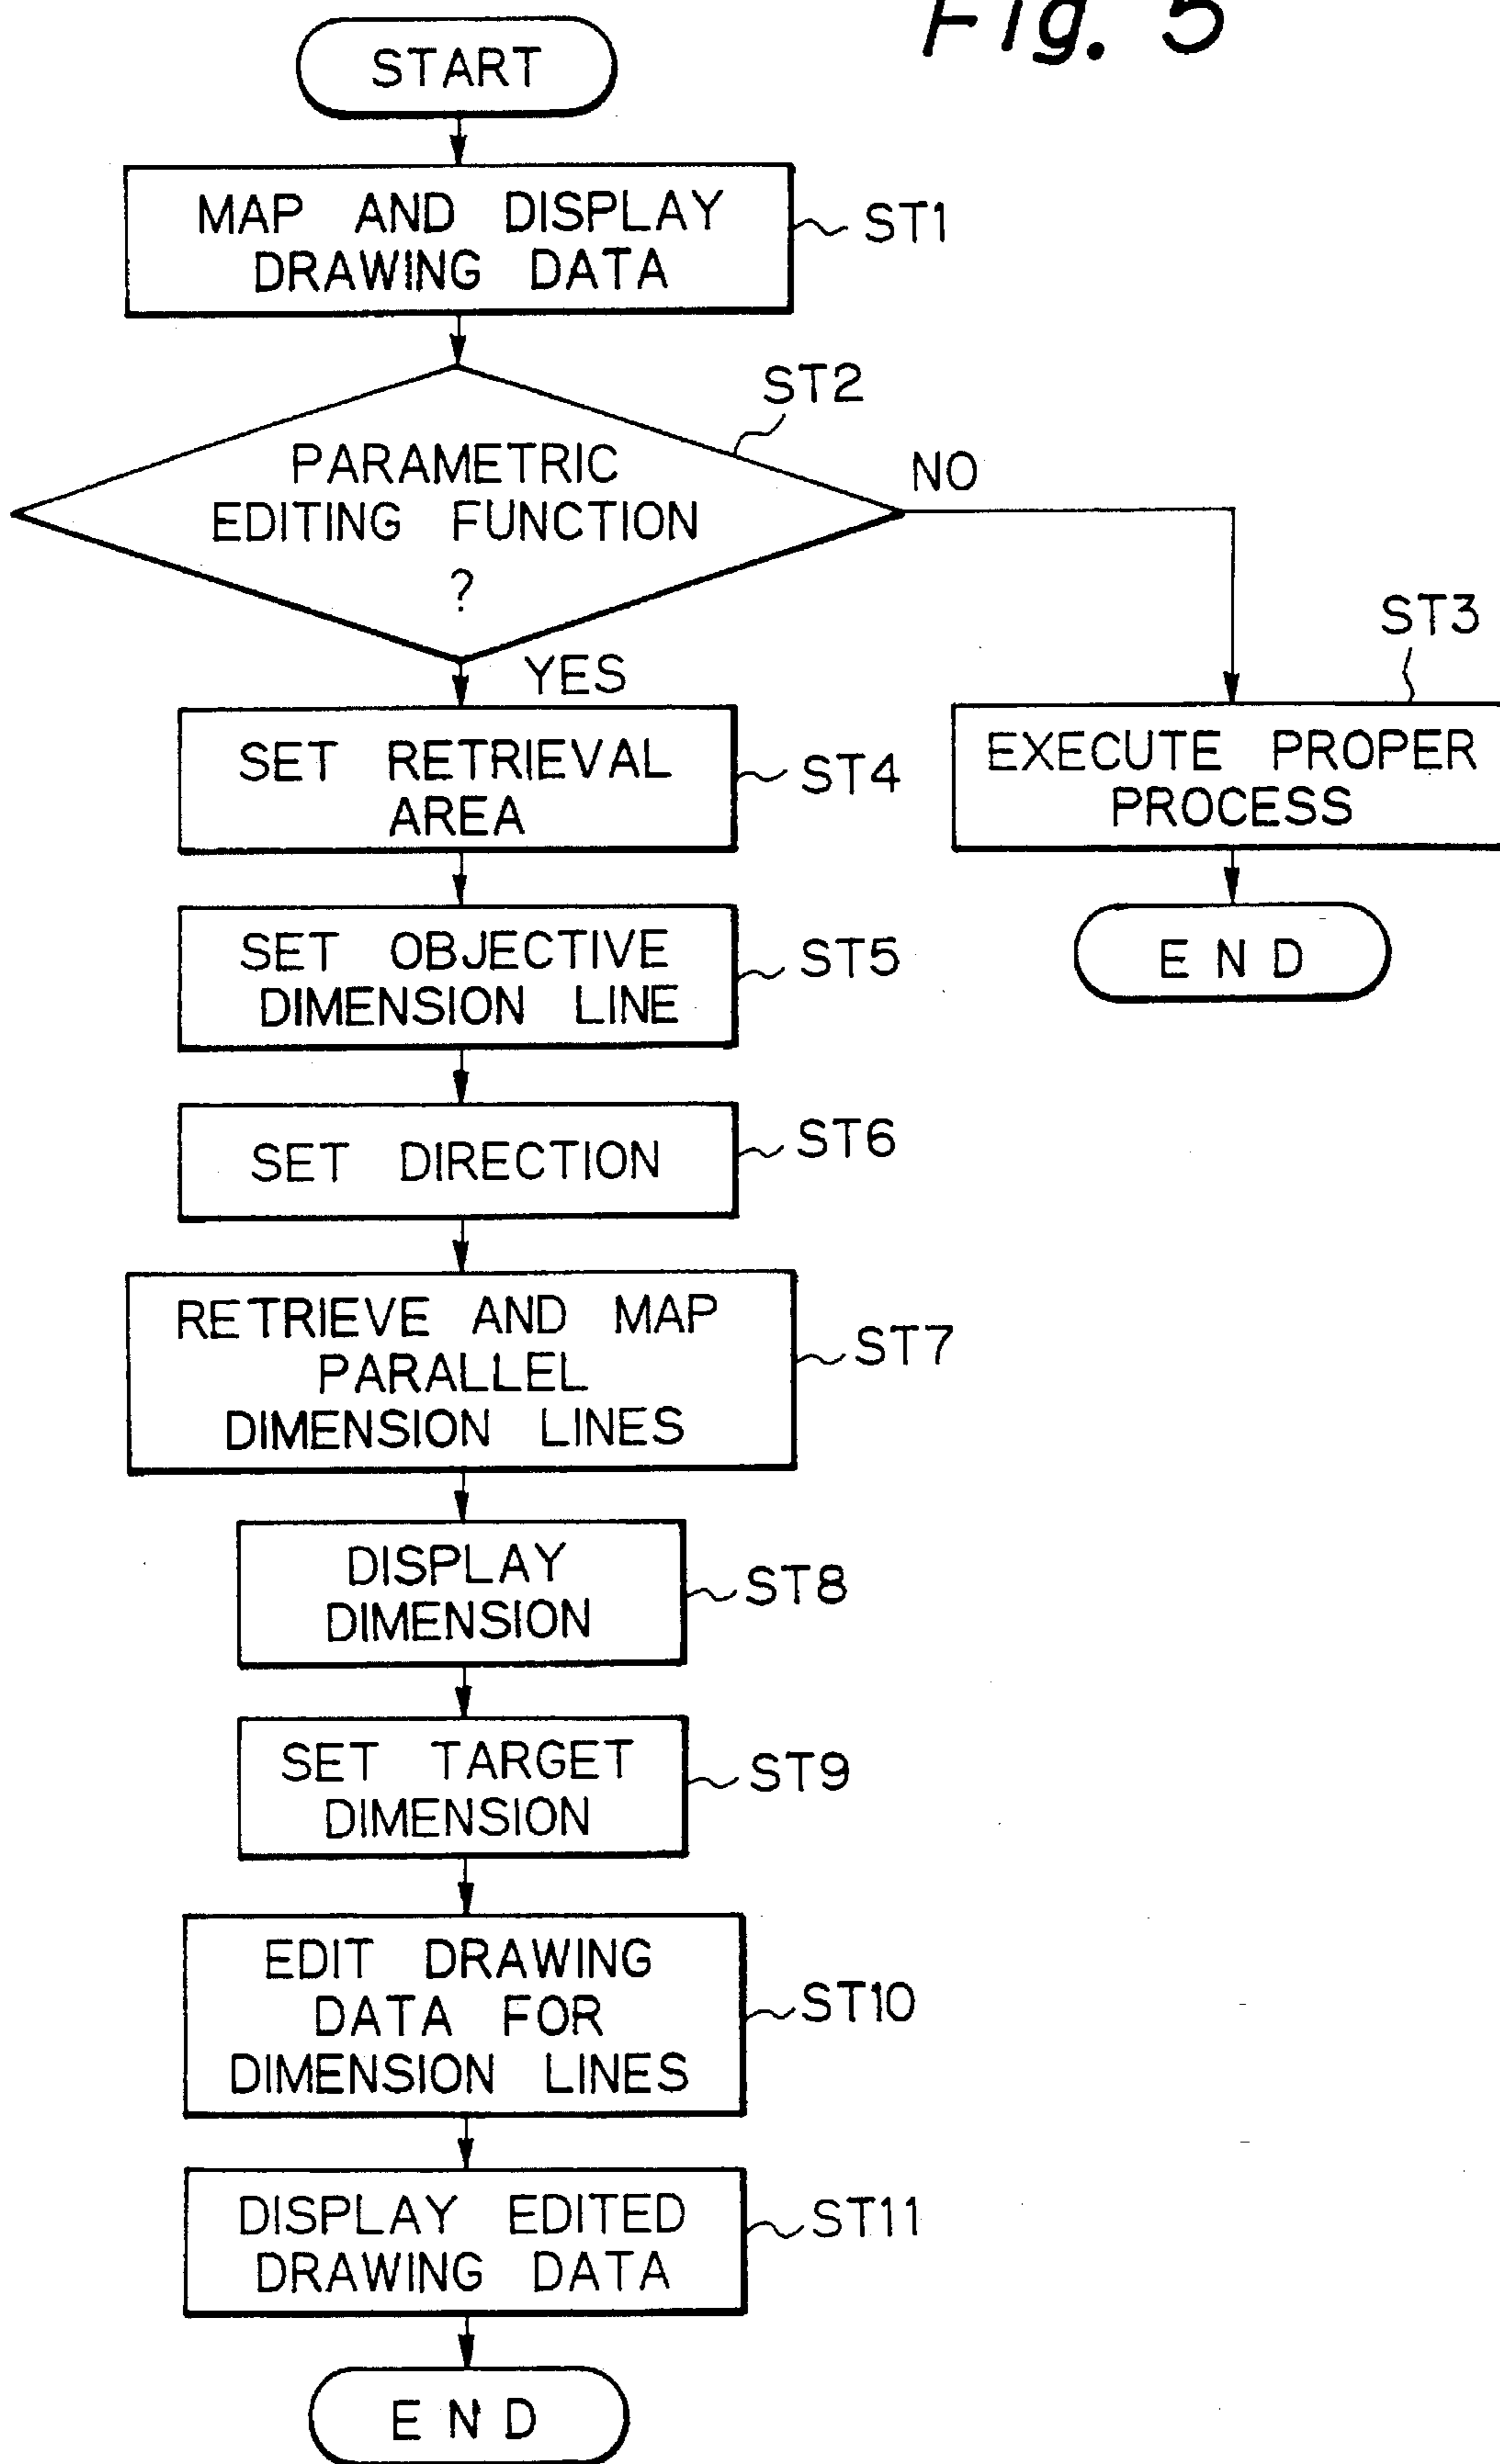 Fig. 5
START
MAP AND DISPLAY
DRAWING DATA
ST1
ST2
PARAMETRIC
EDITING FUNCTION
?
NO
YES
ST3
EXECUTE PROPER
PROCESS
END
SET RETRIEVAL
AREA
ST4
SET OBJECTIVE
DIMENSION LINE
ST5
SET DIRECTION
ST6
RETRIEVE AND MAP
PARALLEL
DIMENSION LINES
ST7
DISPLAY
DIMENSION
ST8
SET TARGET
DIMENSION
ST9
EDIT DRAWING
DATA FOR
DIMENSION LINES
ST10
DISPLAY EDITED
DRAWING DATA
ST11
END